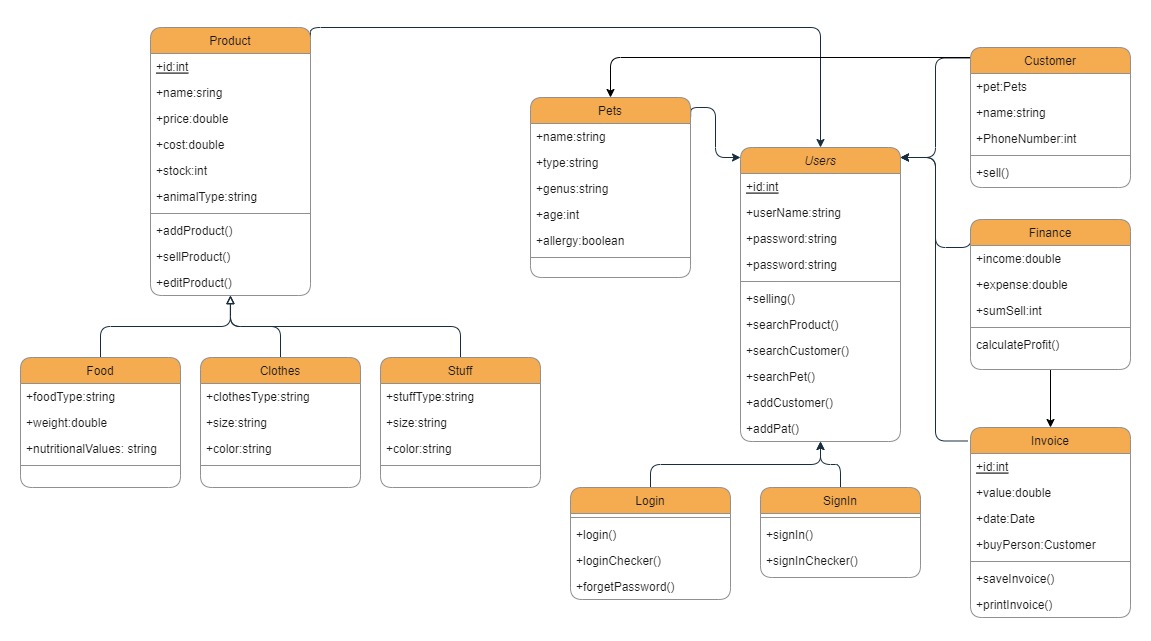 Product
+id:int
+name:sring
+price:double
+cost:double
+stock:int
+animalType:string
+addProduct()
+sellProduct()
+editProduct()
Food
+foodType:string
+weight:double
+nutritionalValues: string
Clothes
+clothesType:string
+size:string
+color:string
Stuff
+stuffType:string
+size:string
+color:string
Pets
+name:string
+type:string
+genus:string
+age:int
+allergy:boolean
Users
+id:int
+userName:string
+password:string
+password:string
+selling()
+searchProduct()
+searchCustomer()
+searchPet()
+addCustomer()
+addPat()
Login
+login()
+loginChecker()
+forgetPassword()
SignIn
+signIn()
+signInChecker()
Customer
+pet:Pets
+name:string
+PhoneNumber:int
+sell()
Finance
+income:double
+expense:double
+sumSell:int
calculateProfit()
Invoice
+id:int
+value:double
+date:Date
+buyPerson:Customer
+saveInvoice()
+printInvoice()